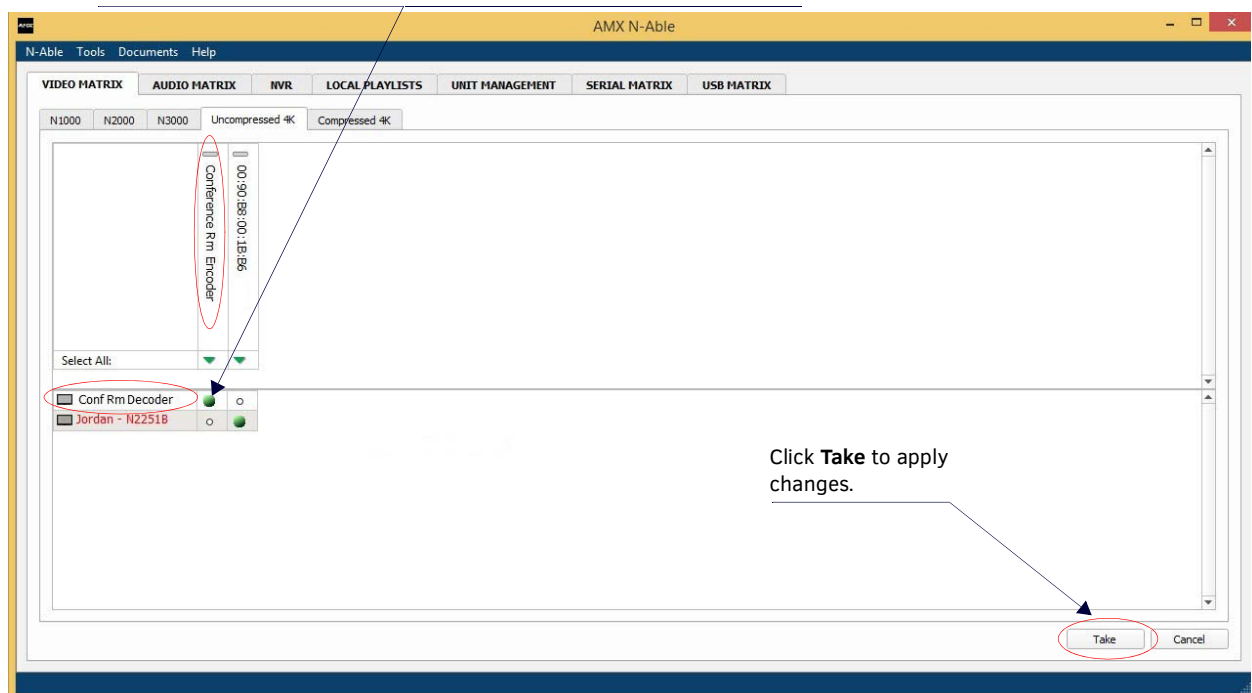 AMX
AMX N-Able
N-Able Tools Documents Help
VIDEO MATRIX AUDIO MATRIX NVR LOCAL PLAYLISTS UNIT MANAGEMENT SERIAL MATRIX USB MATRIX
N1000 N2000 N3000 Uncompressed 4K Compressed 4K
Conference Rm Encoder
00:90:B8:00:1B:B6
Select All:
Conf Rm Decoder
Jordan - N2251B
Click Take to apply
changes.
Take Cancel